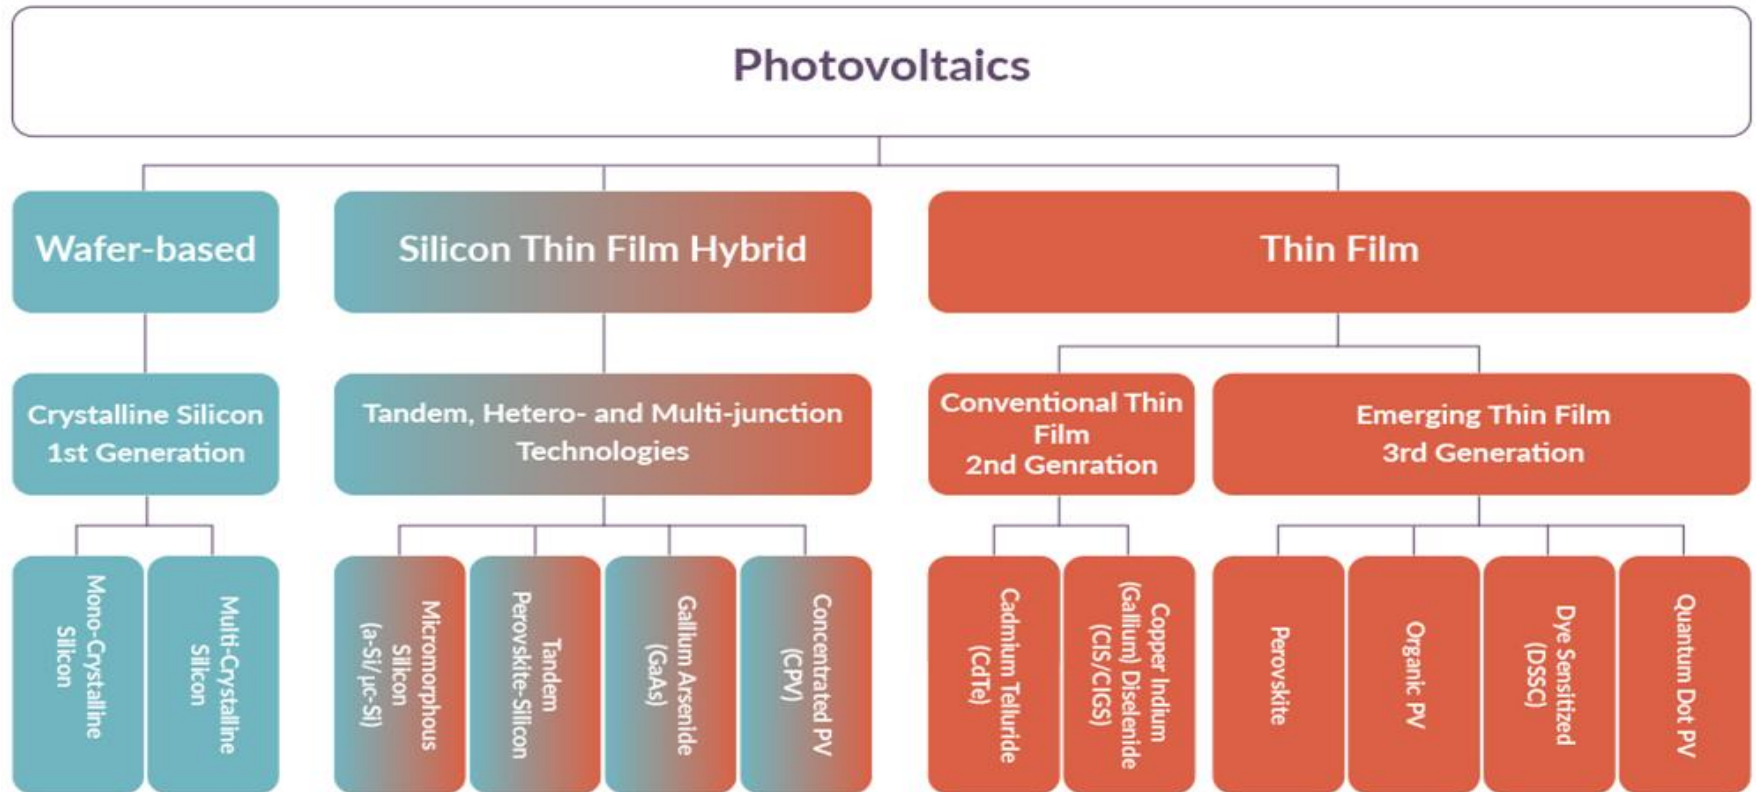 Photovoltaics
Wafer-based
Silicon Thin Film Hybrid
Thin Film
Crystalline Silicon
1st Generation
Tandem, Hetero- and Multi-junction
Technologies
Conventional Thin
Film
2nd Genration
Emerging Thin Film
3rd Generation
Mono-Crystalline
Silicon
Multi-Crystalline
Silicon
Micromorphous
Silicon
(a-Si/μc-Si)
Tandem
Perovskite-Silicon
Gallium Arsenide
(GaAs)
Concentrated PV
(CPV)
Cadmium Telluride
(CdTe)
Copper Indium
(Gallium) Diselenide
(CIS/CIGS)
Perovskite
Organic PV
Dye Sensitized
(DSSC)
Quantum Dot PV